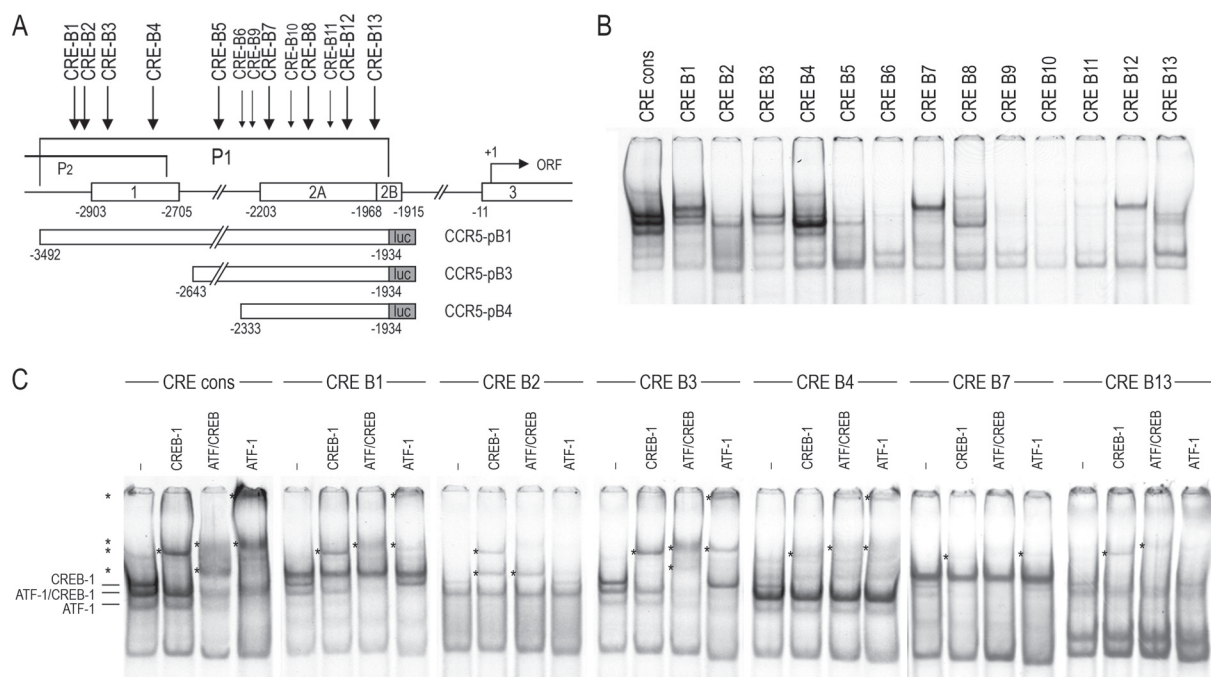 A
CRE-B1 CRE-B2 CRE-B3 CRE-B4 CRE-B5 CRE-B6 CRE-B9 CRE-B7 CRE-B10 CRE-B8 CRE-B11 CRE-B12 CRE-B13
P1
P2
+1
ORF
1 2A 2B 3
-2903 -2705 -2203 -1968 -1915 -11
luc CCR5-pB1
-3492 -1934
luc CCR5-pB3
-2643 -1934
luc CCR5-pB4
-2333 -1934
B
CRE cons CRE B1 CRE B2 CRE B3 CRE B4 CRE B5 CRE B6 CRE B7 CRE B8 CRE B9 CRE B10 CRE B11 CRE B12 CRE B13
C
CRE cons CRE B1 CRE B2 CRE B3 CRE B4 CRE B7 CRE B13
– CREB-1 ATF/CREB ATF-1 – CREB-1 ATF/CREB ATF-1 – CREB-1 ATF/CREB ATF-1 – CREB-1 ATF/CREB ATF-1 – CREB-1 ATF/CREB ATF-1 – CREB-1 ATF/CREB ATF-1 – CREB-1 ATF/CREB ATF-1
CREB-1
ATF-1/CREB-1
ATF-1